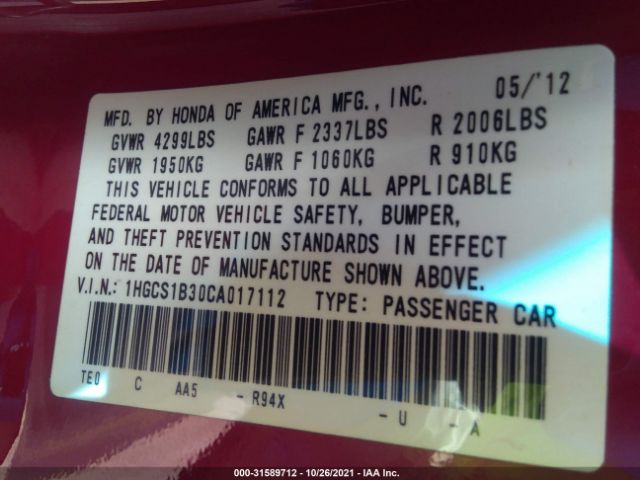 MFD. BY HONDA OF AMERICA MFG., INC. 05/'12
GVWR 4299LBS GAWR F 2337LBS R 2006LBS
GVWR 1950KG GAWR F 1060KG R 910KG
THIS VEHICLE CONFORMS TO ALL APPLICABLE
FEDERAL MOTOR VEHICLE SAFETY, BUMPER,
AND THEFT PREVENTION STANDARDS IN EFFECT
ON THE DATE OF MANUFACTURE SHOWN ABOVE.
V.I.N.: 1HGCS1B30CA017112 TYPE: PASSENGER CAR
TE0 C AA5 - R94X - U - A
000-31589712 - 10/26/2021 - IAA Inc.